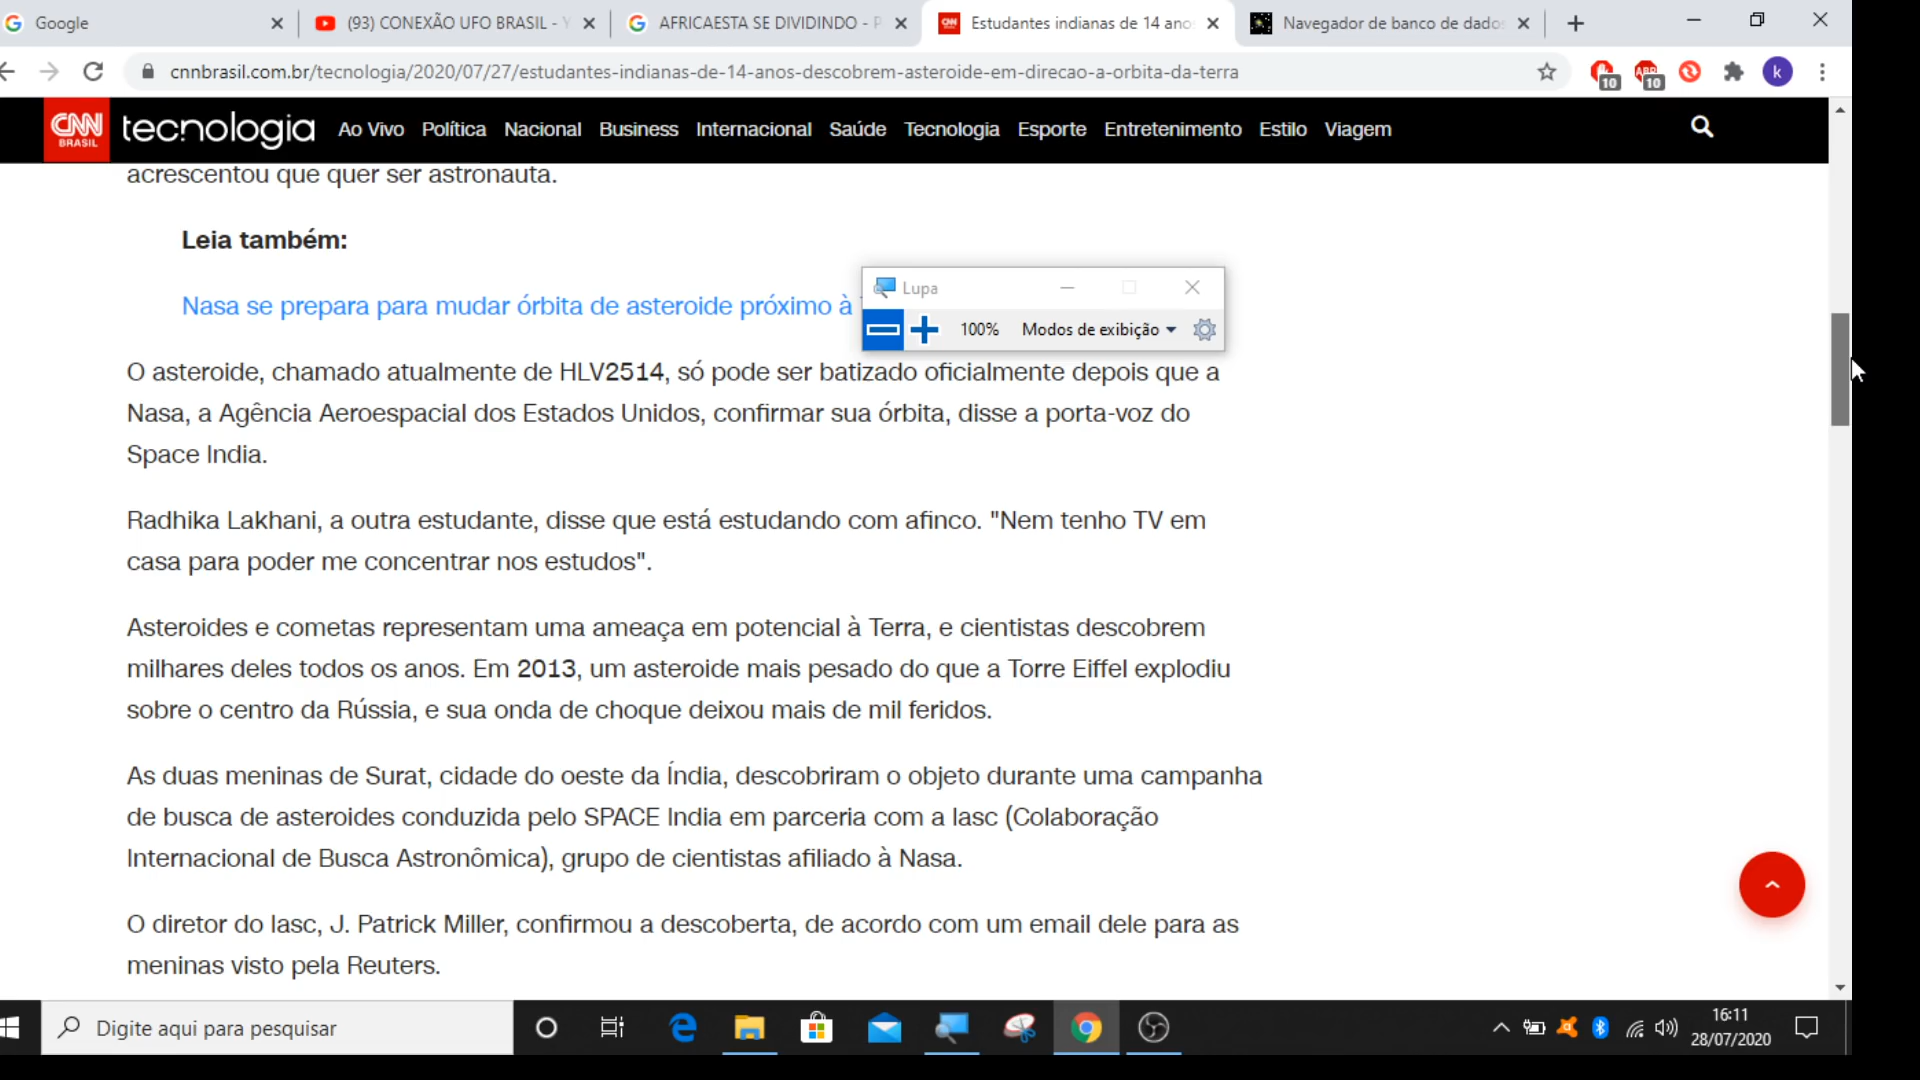 Google
(93) CONEXÃO UFO BRASIL - Y
AFRICAESTA SE DIVIDINDO - P
CNN
Estudantes indianas de 14 ano
Navegador de banco de dados
cnnbrasil.com.br/tecnologia/2020/07/27/estudantes-indianas-de-14-anos-descobrem-asteroide-em-direcao-a-orbita-da-terra
10
ABP
10
k
CNN
BRASIL
tecnologia
Ao Vivo Política Nacional Business Internacional Saúde Tecnologia Esporte Entretenimento Estilo Viagem
acrescentou que quer ser astronauta.
Leia também:
Nasa se prepara para mudar órbita de asteroide próximo à
Lupa
100% Modos de exibição
O asteroide, chamado atualmente de HLV2514, só pode ser batizado oficialmente depois que a
Nasa, a Agência Aeroespacial dos Estados Unidos, confirmar sua órbita, disse a porta-voz do
Space India.
Radhika Lakhani, a outra estudante, disse que está estudando com afinco. "Nem tenho TV em
casa para poder me concentrar nos estudos".
Asteroides e cometas representam uma ameaça em potencial à Terra, e cientistas descobrem
milhares deles todos os anos. Em 2013, um asteroide mais pesado do que a Torre Eiffel explodiu
sobre o centro da Rússia, e sua onda de choque deixou mais de mil feridos.
As duas meninas de Surat, cidade do oeste da Índia, descobriram o objeto durante uma campanha
de busca de asteroides conduzida pelo SPACE India em parceria com a Iasc (Colaboração
Internacional de Busca Astronômica), grupo de cientistas afiliado à Nasa.
O diretor do Iasc, J. Patrick Miller, confirmou a descoberta, de acordo com um email dele para as
meninas visto pela Reuters.
Digite aqui para pesquisar
16:11
28/07/2020